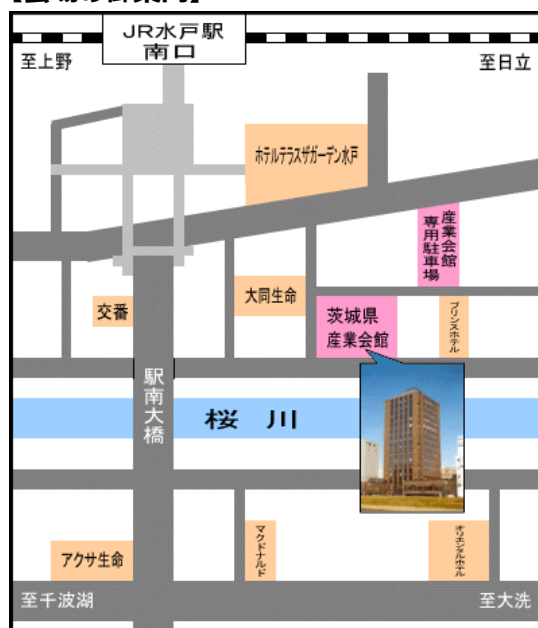 JR水戸駅
南口
至上野
至日立
ホテルテラスザガーデン水戸
産業会館
専用駐車場
大同生命
交番
茨城県
産業会館
プリンスホテル
駅南大橋
桜川
アクサ生命
マクドナルド
オリエンタルホテル
至千波湖
至大洗